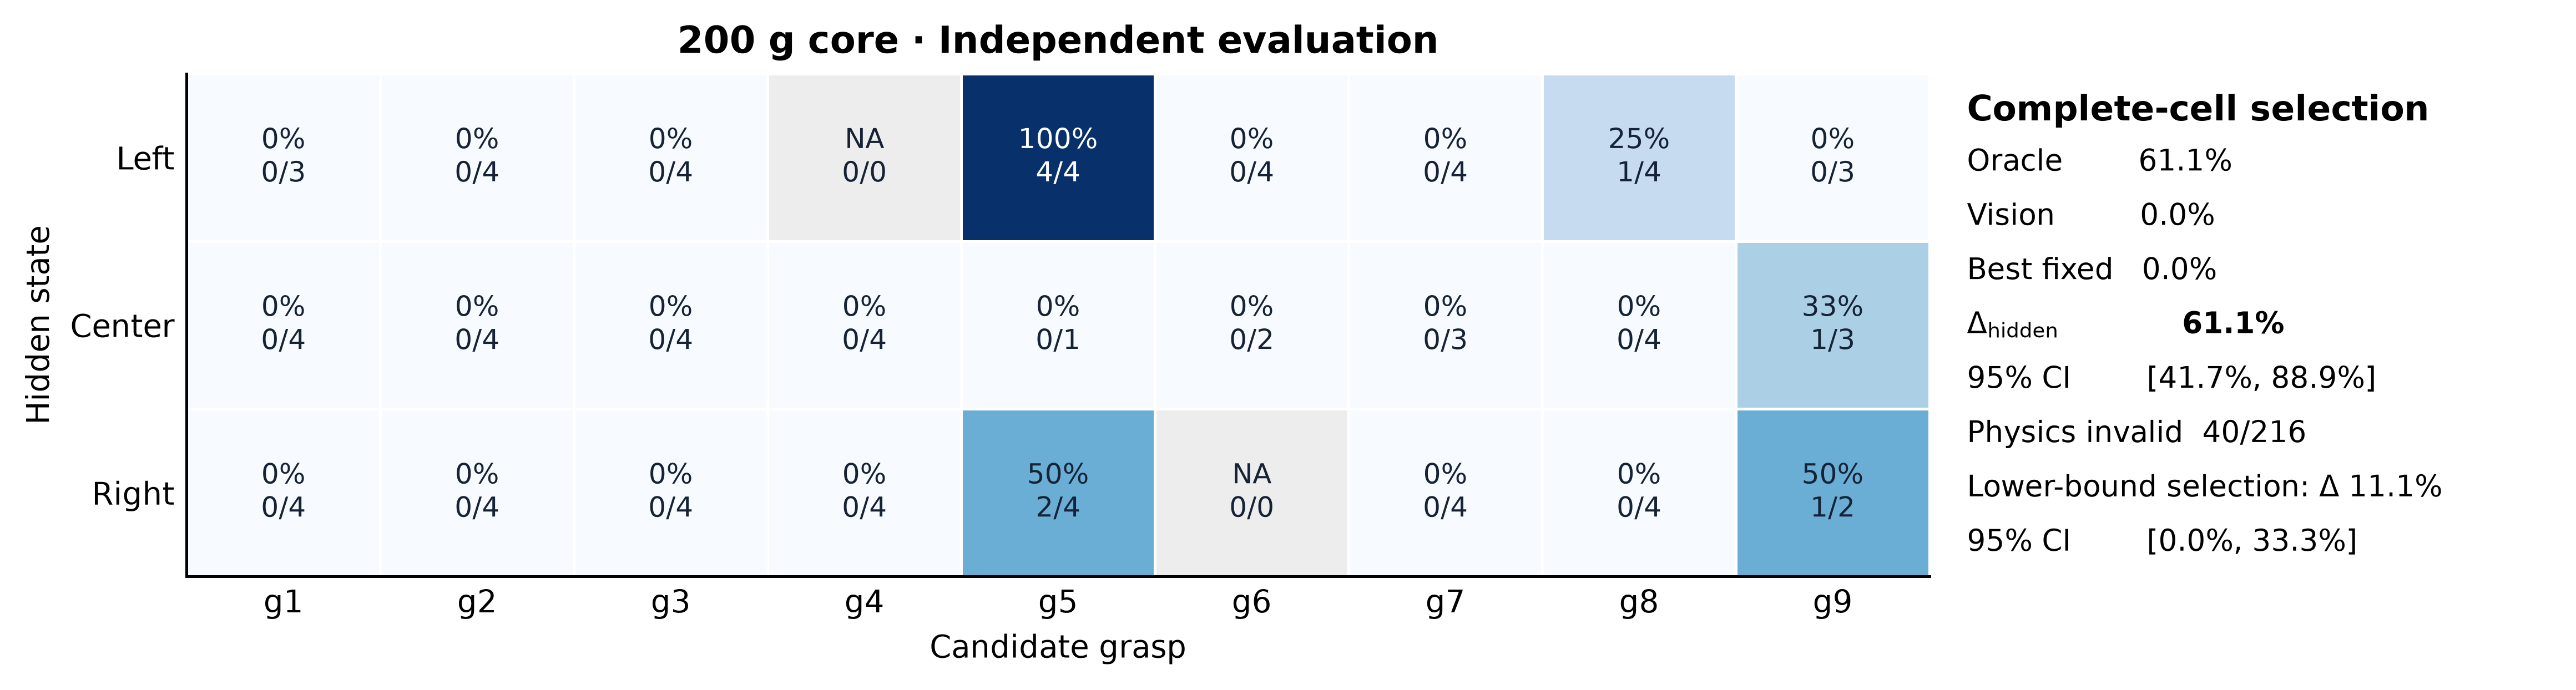 200 g core · Independent evaluation
Hidden state
Left
0% 0% 0% NA 100% 0% 0% 25% 0%
0/3 0/4 0/4 0/0 4/4 0/4 0/4 1/4 0/3
Center
0% 0% 0% 0% 0% 0% 0% 0% 33%
0/4 0/4 0/4 0/4 0/1 0/2 0/3 0/4 1/3
Right
0% 0% 0% 0% 50% NA 0% 0% 50%
0/4 0/4 0/4 0/4 2/4 0/0 0/4 0/4 1/2
g1 g2 g3 g4 g5 g6 g7 g8 g9
Candidate grasp
Complete-cell selection
Oracle 61.1%
Vision 0.0%
Best fixed 0.0%
Δhidden 61.1%
95% CI [41.7%, 88.9%]
Physics invalid 40/216
Lower-bound selection: Δ 11.1%
95% CI [0.0%, 33.3%]